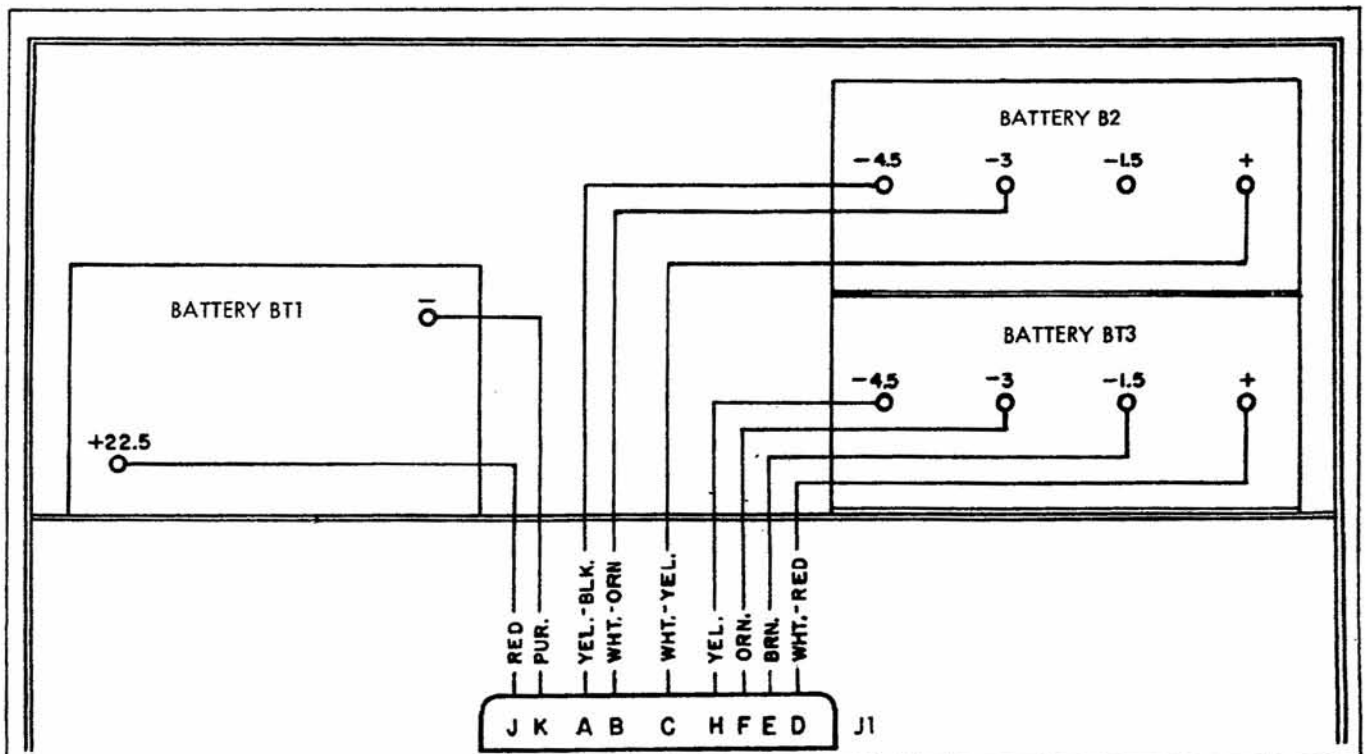 BATTERY B2
-4.5 -3 -1.5 +
BATTERY BT1 -
+22.5
BATTERY BT3
-4.5 -3 -1.5 +
RED
PUR.
YEL.-BLK.
WHT.-ORN
WHT.-YEL.
YEL.
ORN.
BRN.
WHT.-RED
J K A B C H F E D J1